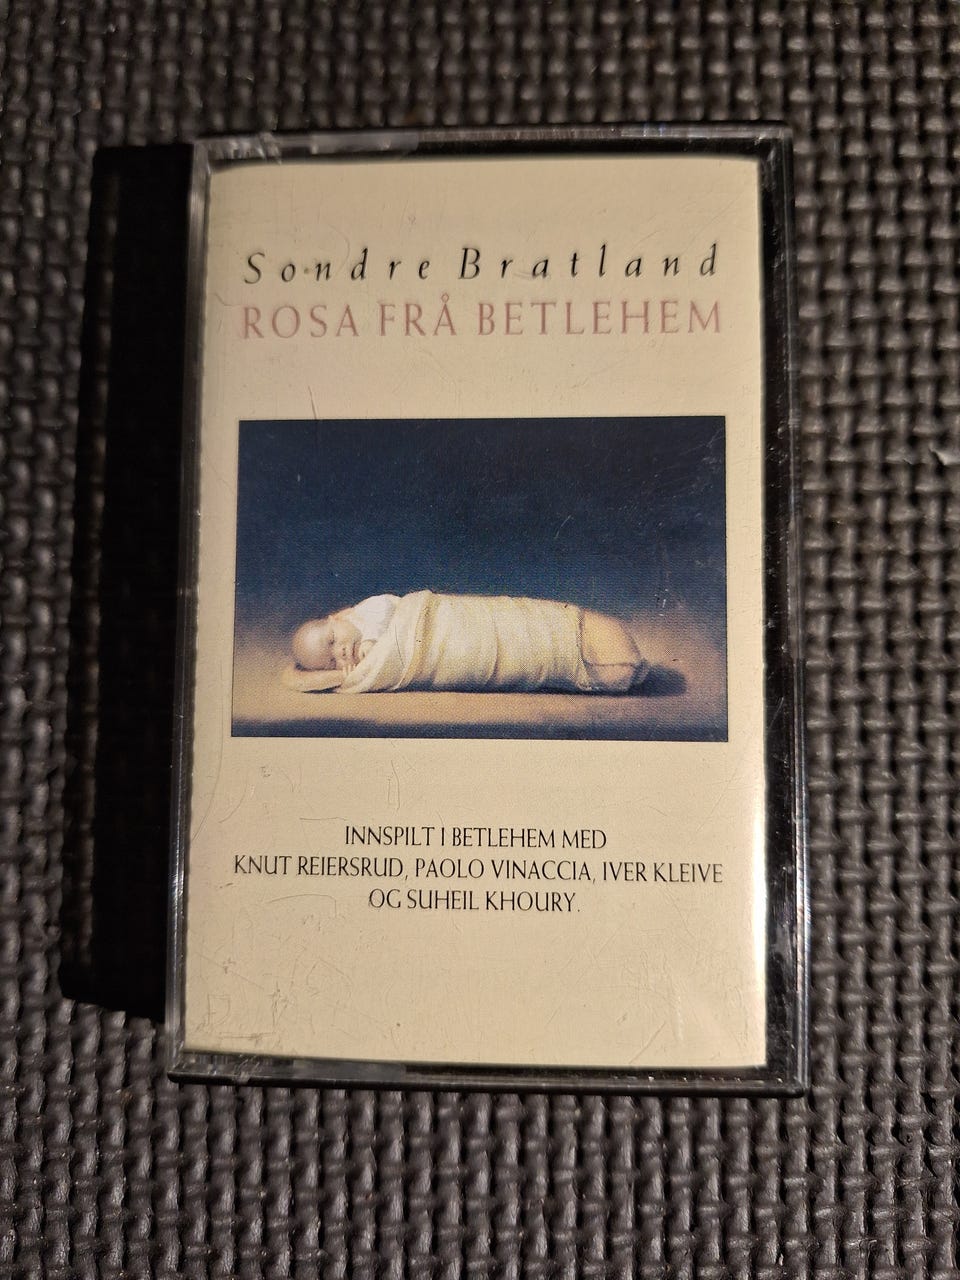 Sondre Bratland
ROSA FRÅ BETLEHEM
INNSPILT I BETLEHEM MED
KNUT REIERSRUD, PAOLO VINACCIA, IVER KLEIVE
OG SUHEIL KHOURY.